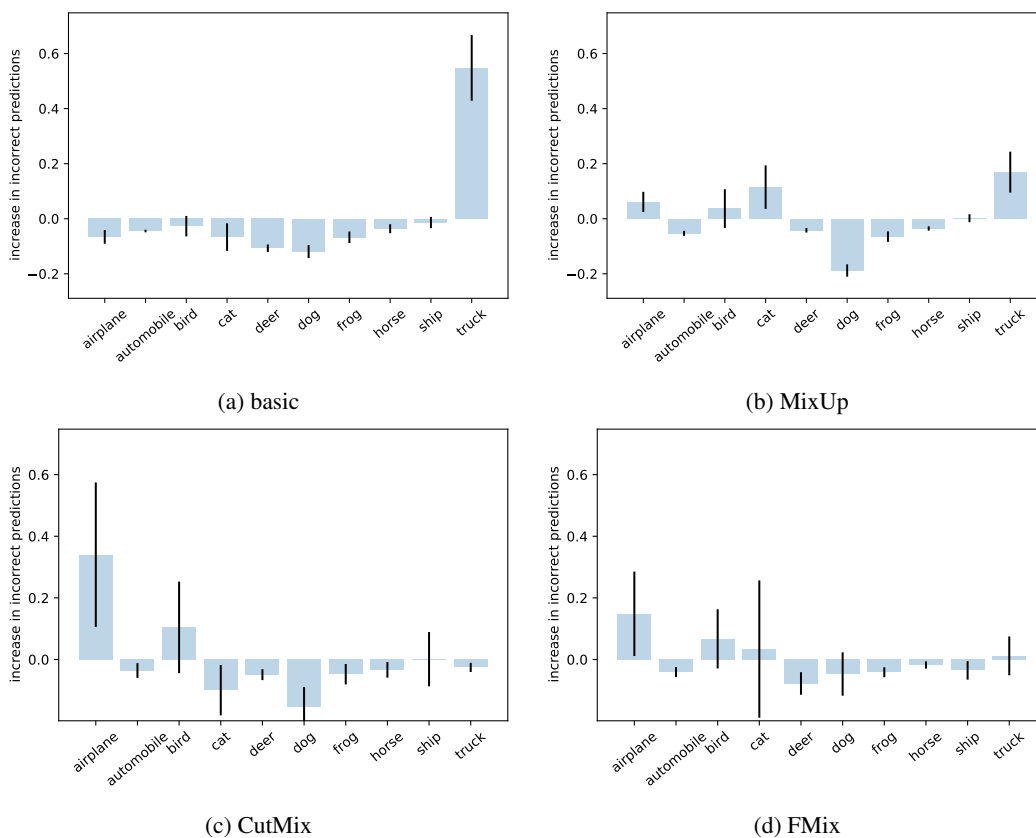 increase in incorrect predictions
0.6
0.4
0.2
0.0
−0.2
airplane
automobile
bird
cat
deer
dog
frog
horse
ship
truck
(a) basic
increase in incorrect predictions
0.6
0.4
0.2
0.0
−0.2
airplane
automobile
bird
cat
deer
dog
frog
horse
ship
truck
(b) MixUp
increase in incorrect predictions
0.6
0.4
0.2
0.0
airplane
automobile
bird
cat
deer
dog
frog
horse
ship
truck
(c) CutMix
increase in incorrect predictions
0.6
0.4
0.2
0.0
airplane
automobile
bird
cat
deer
dog
frog
horse
ship
truck
(d) FMix